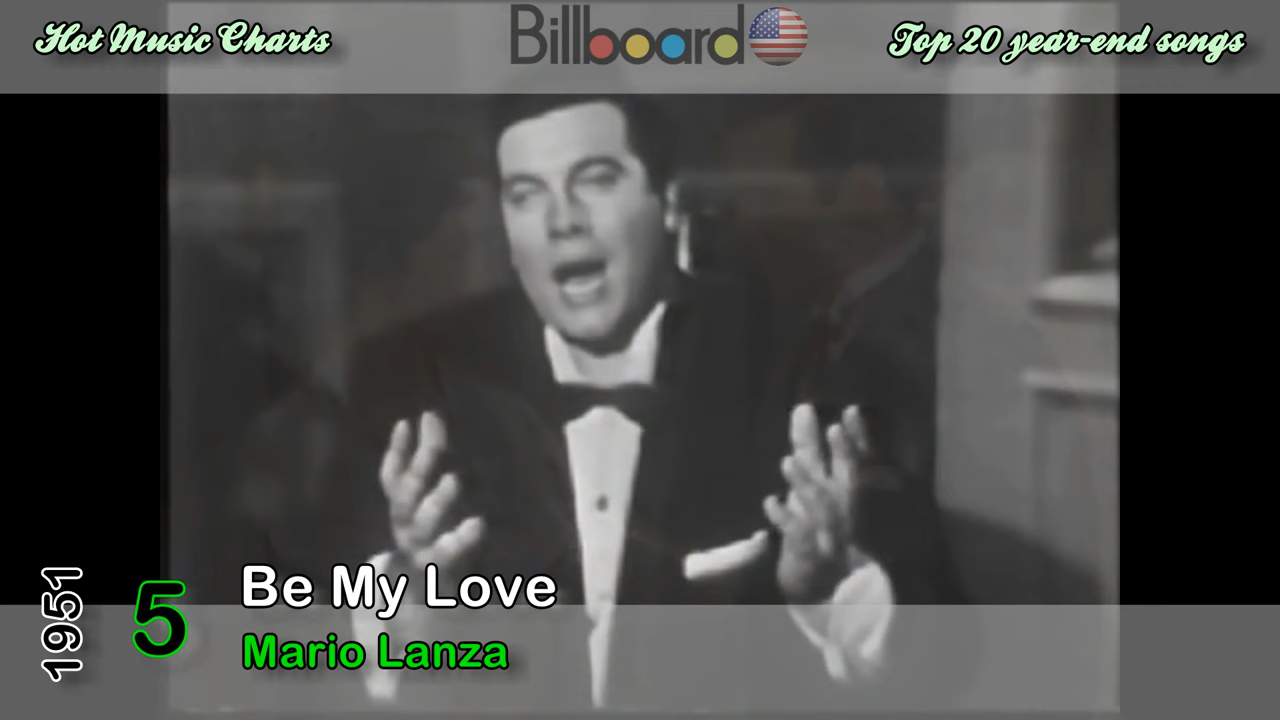 Hot Music Charts
Billboard
Top 20 year-end songs
1951
5
Be My Love
Mario Lanza